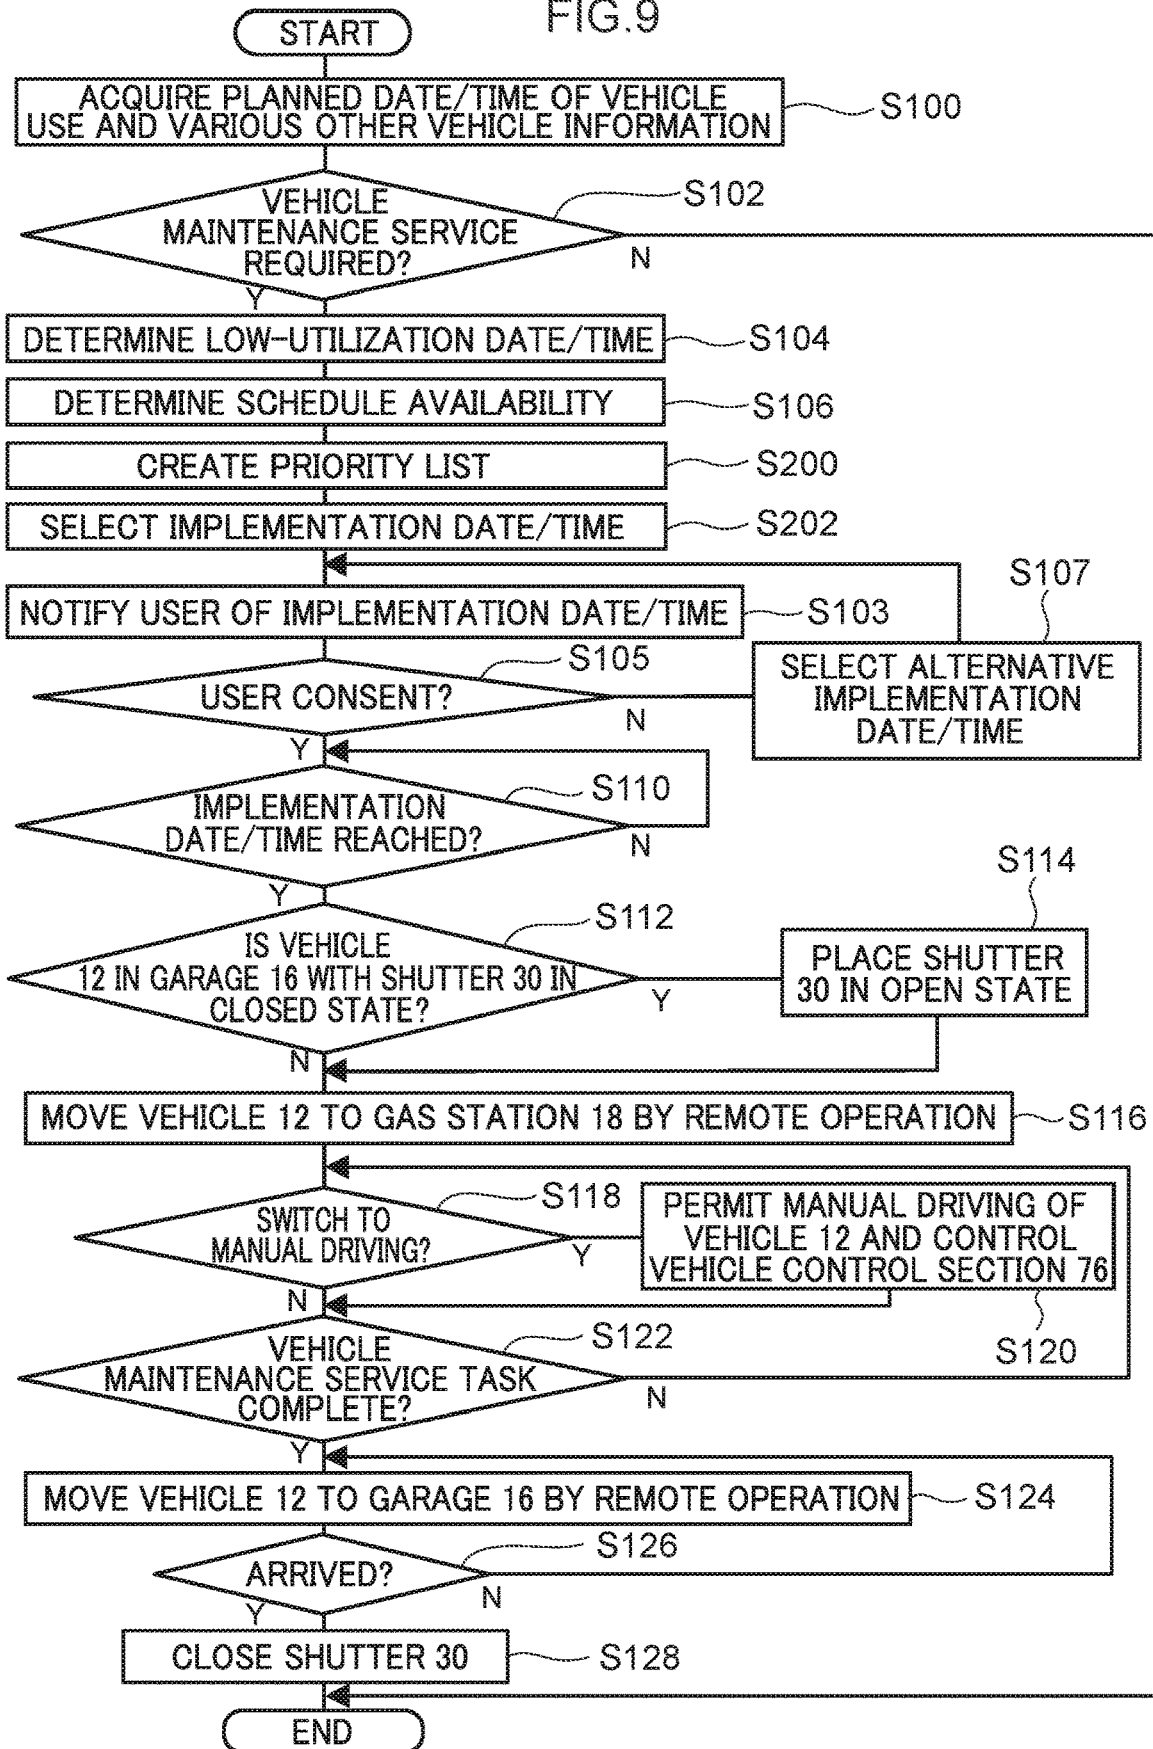 FIG.9
START
ACQUIRE PLANNED DATE/TIME OF VEHICLE
USE AND VARIOUS OTHER VEHICLE INFORMATION
S100
VEHICLE
MAINTENANCE SERVICE
REQUIRED?
S102
N
Y
DETERMINE LOW-UTILIZATION DATE/TIME
S104
DETERMINE SCHEDULE AVAILABILITY
S106
CREATE PRIORITY LIST
S200
SELECT IMPLEMENTATION DATE/TIME
S202
NOTIFY USER OF IMPLEMENTATION DATE/TIME
S103
S107
SELECT ALTERNATIVE
IMPLEMENTATION
DATE/TIME
USER CONSENT?
S105
N
Y
IMPLEMENTATION
DATE/TIME REACHED?
S110
N
Y
IS VEHICLE
12 IN GARAGE 16 WITH SHUTTER 30 IN
CLOSED STATE?
S112
Y
S114
PLACE SHUTTER
30 IN OPEN STATE
N
MOVE VEHICLE 12 TO GAS STATION 18 BY REMOTE OPERATION
S116
SWITCH TO
MANUAL DRIVING?
S118
Y
PERMIT MANUAL DRIVING OF
VEHICLE 12 AND CONTROL
VEHICLE CONTROL SECTION 76
S120
N
VEHICLE
MAINTENANCE SERVICE TASK
COMPLETE?
S122
N
Y
MOVE VEHICLE 12 TO GARAGE 16 BY REMOTE OPERATION
S124
ARRIVED?
S126
N
Y
CLOSE SHUTTER 30
S128
END